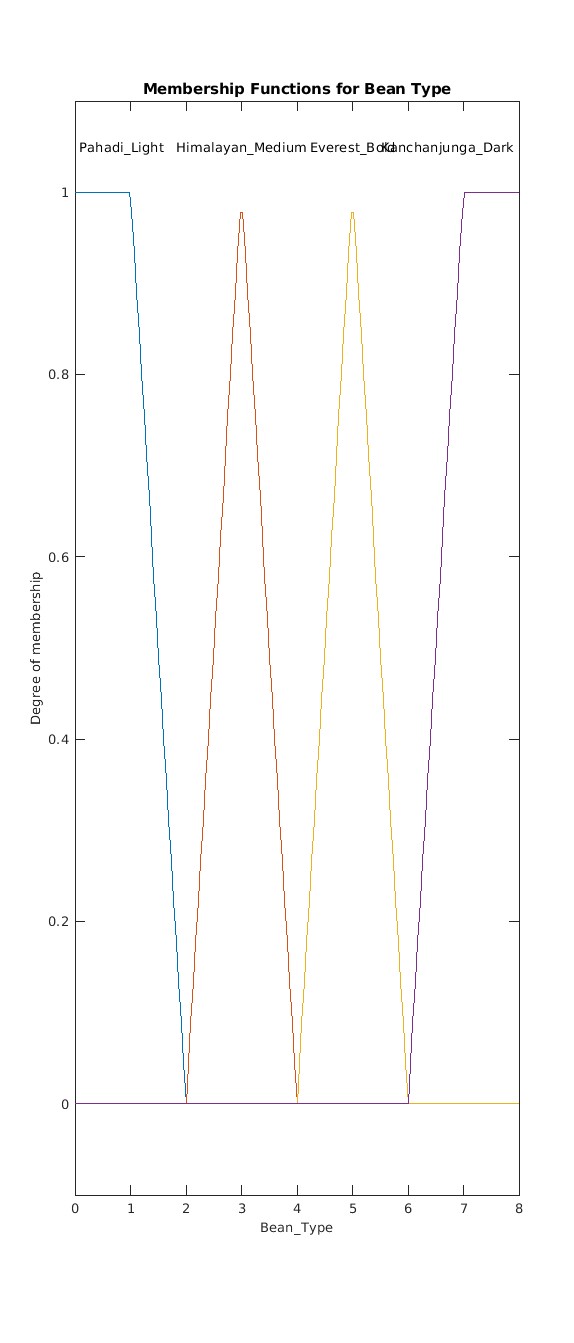 Membership Functions for Bean Type
Pahadi_Light Himalayan_Medium Everest_Bold Kanchanjunga_Dark
1
0.8
0.6
0.4
0.2
0
Degree of membership
0 1 2 3 4 5 6 7 8
Bean_Type